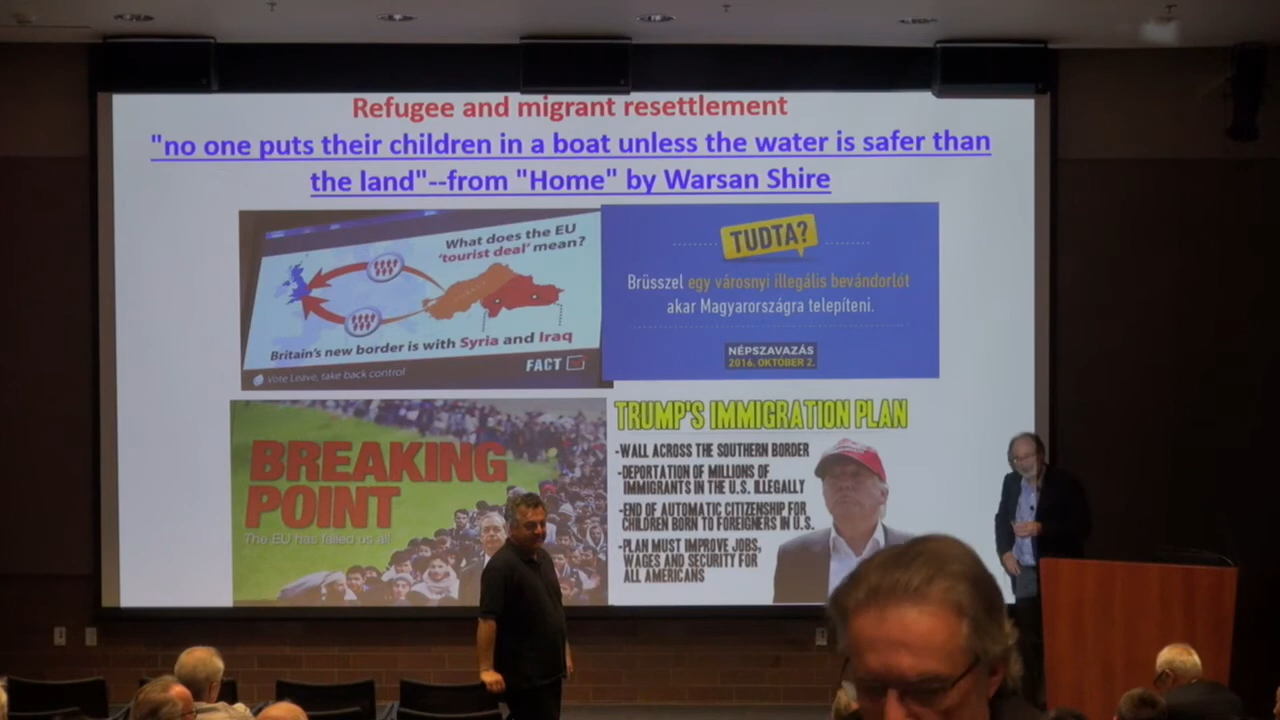 Refugee and migrant resettlement
"no one puts their children in a boat unless the water is safer than
the land"--from "Home" by Warsan Shire
What does the EU
'tourist deal' mean?
Britain's new border is with Syria and Iraq
FACT
Vote Leave, take back control
TUDTA?
Brüsszel egy városnyi illegális bevándorlót
akar Magyarországra telepíteni.
NÉPSZAVAZÁS
2016. OKTÓBER 2.
BREAKING
POINT
The EU has failed us all
TRUMP'S IMMIGRATION PLAN
-WALL ACROSS THE SOUTHERN BORDER
-DEPORTATION OF MILLIONS OF
IMMIGRANTS IN THE U.S. ILLEGALLY
-END OF AUTOMATIC CITIZENSHIP FOR
CHILDREN BORN TO FOREIGNERS IN U.S.
-PLAN MUST IMPROVE JOBS,
WAGES AND SECURITY FOR
ALL AMERICANS